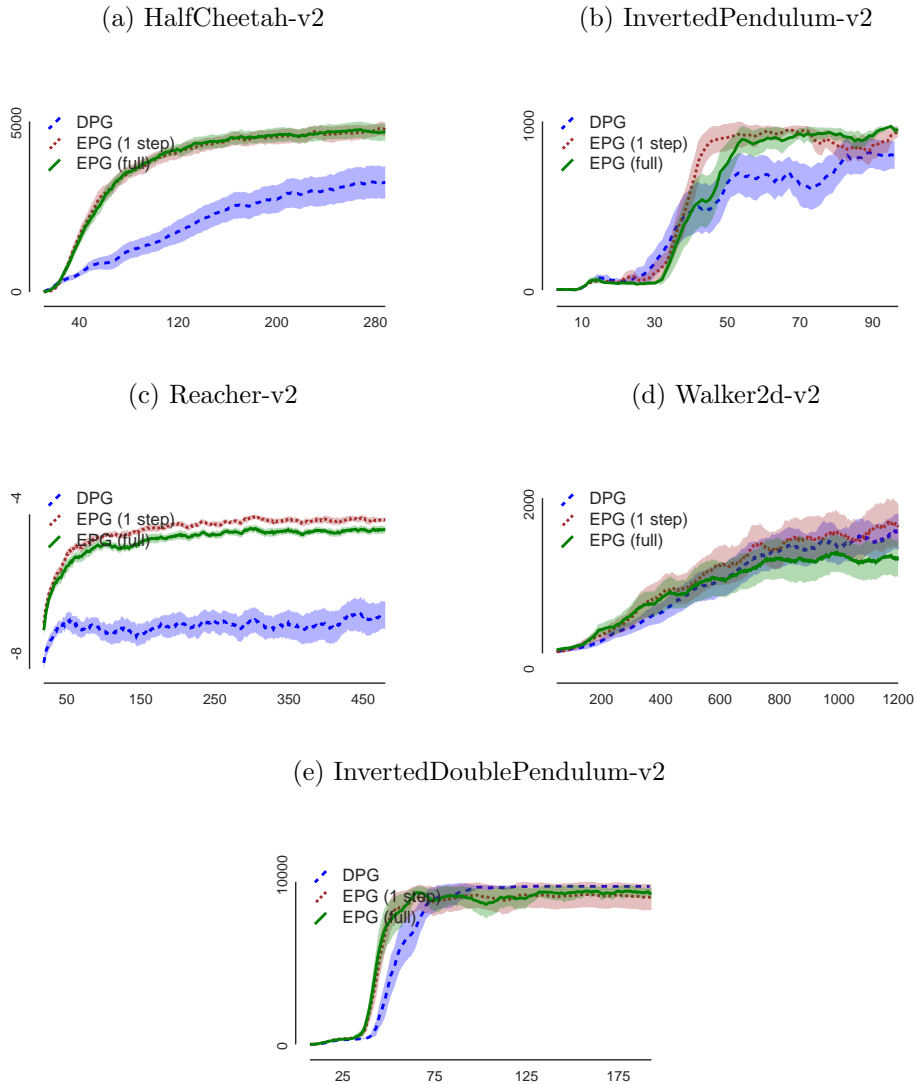 (a) HalfCheetah-v2
(b) InvertedPendulum-v2
5000
0
DPG
EPG (1 step)
EPG (full)
40 120 200 280
1000
0
DPG
EPG (1 step)
EPG (full)
10 30 50 70 90
(c) Reacher-v2
(d) Walker2d-v2
-4
-8
DPG
EPG (1 step)
EPG (full)
50 150 250 350 450
2000
0
DPG
EPG (1 step)
EPG (full)
200 400 600 800 1000 1200
(e) InvertedDoublePendulum-v2
10000
0
DPG
EPG (1 step)
EPG (full)
25 75 125 175